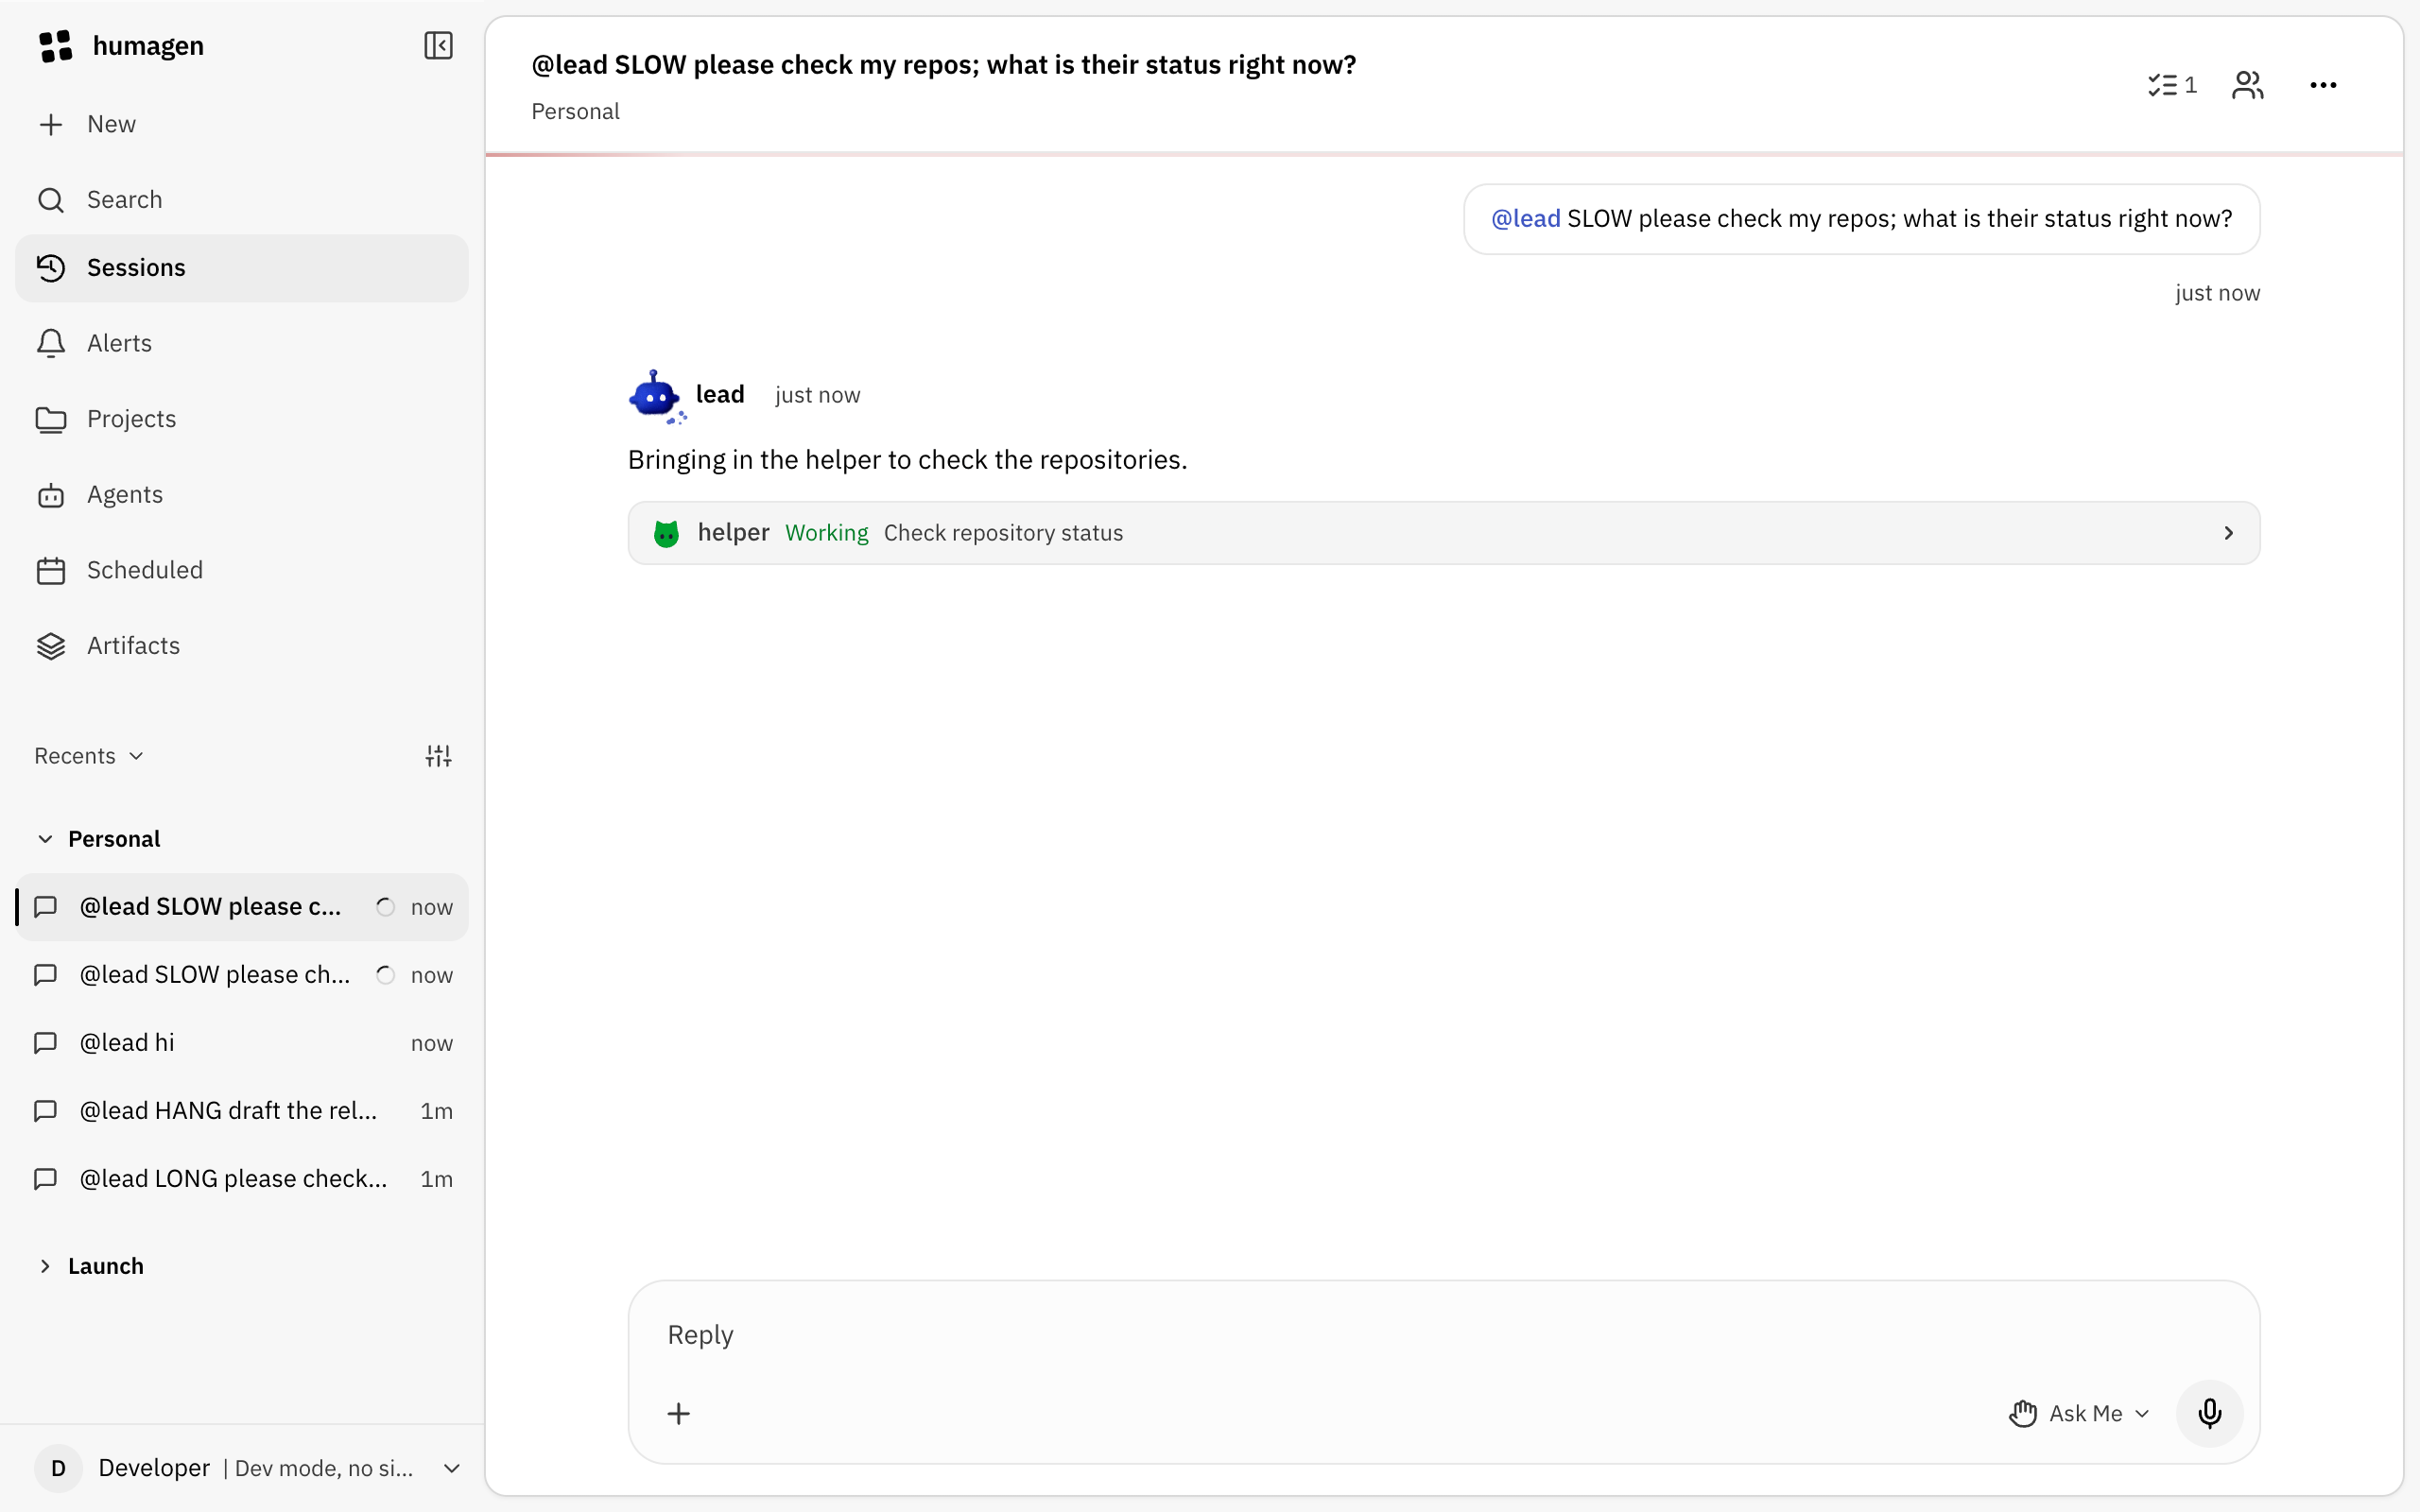 humagen
New
Search
Sessions
Alerts
Projects
Agents
Scheduled
Artifacts
Recents
Personal
@lead SLOW please c... now
@lead SLOW please ch... now
@lead hi now
@lead HANG draft the rel... 1m
@lead LONG please check... 1m
Launch
D Developer | Dev mode, no si...
@lead SLOW please check my repos; what is their status right now?
Personal
1
@lead SLOW please check my repos; what is their status right now?
just now
lead just now
Bringing in the helper to check the repositories.
helper Working Check repository status
Reply
Ask Me